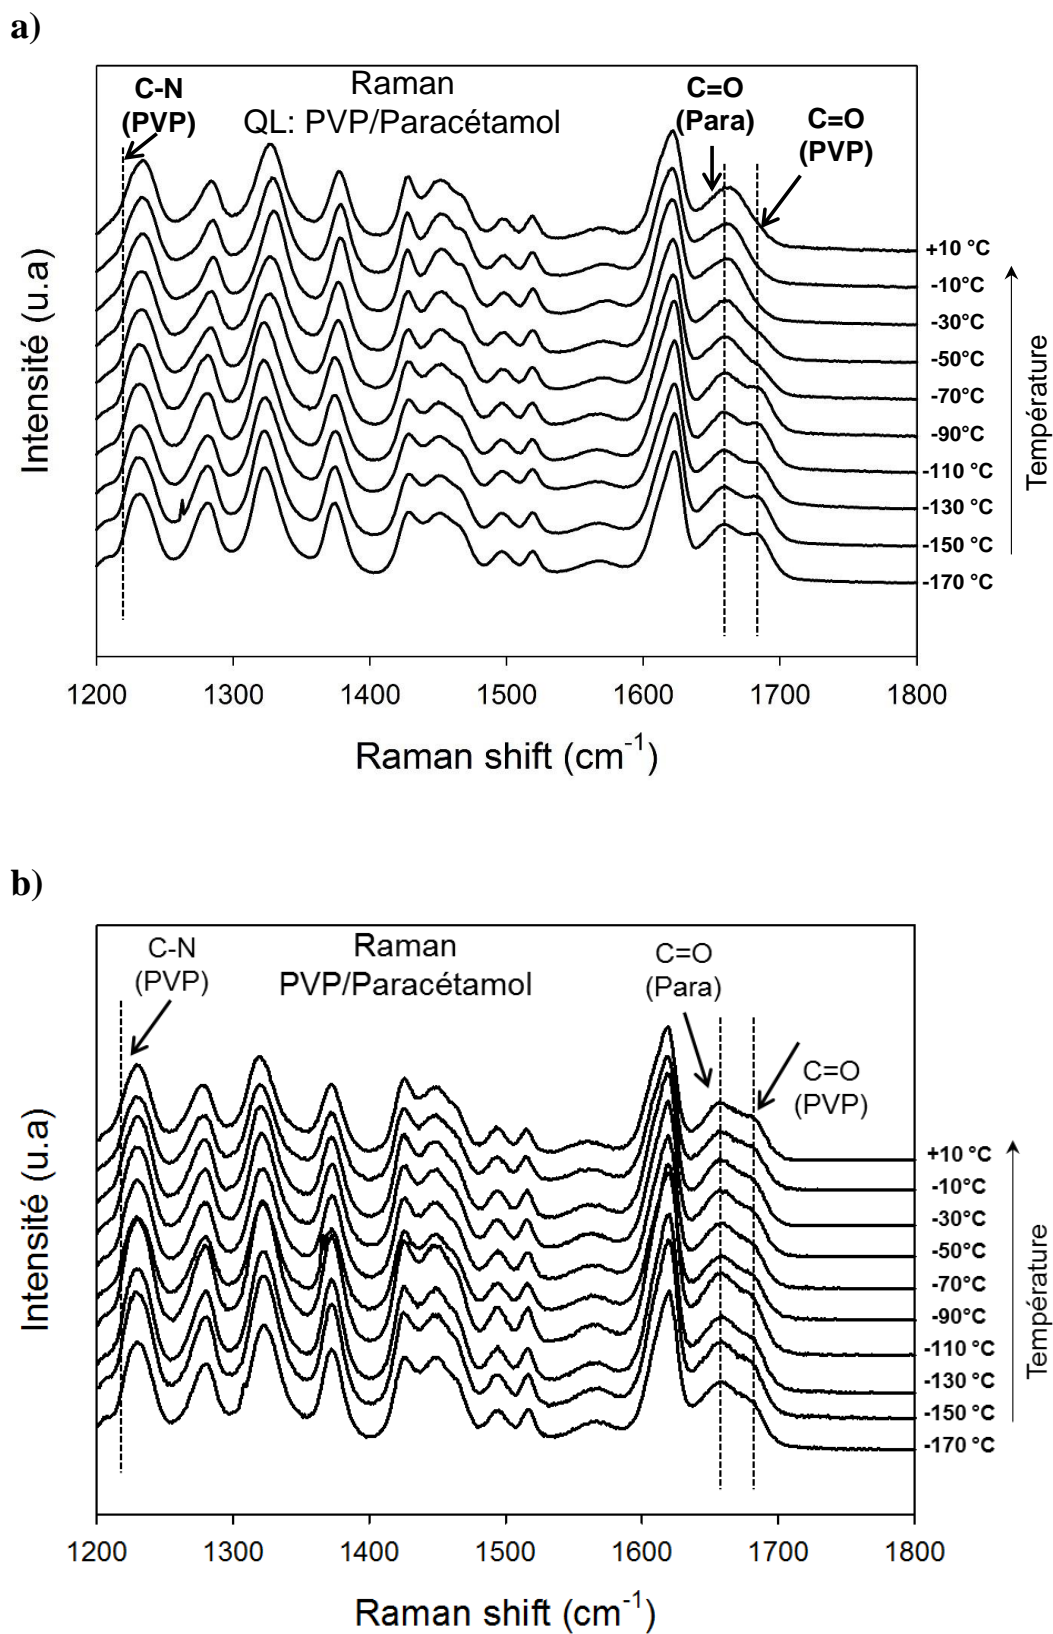 a)
C-N
(PVP)
Raman
QL: PVP/Paracétamol
C=O
(Para)
C=O
(PVP)
Intensité (u.a)
+10 °C
-10°C
-30°C
-50°C
-70°C
-90°C
-110 °C
-130 °C
-150 °C
-170 °C
Température
1200 1300 1400 1500 1600 1700 1800
Raman shift (cm⁻¹)
b)
C-N
(PVP)
Raman
PVP/Paracétamol
C=O
(Para)
C=O
(PVP)
Intensité (u.a)
+10 °C
-10°C
-30°C
-50°C
-70°C
-90°C
-110 °C
-130 °C
-150 °C
-170 °C
Température
1200 1300 1400 1500 1600 1700 1800
Raman shift (cm⁻¹)